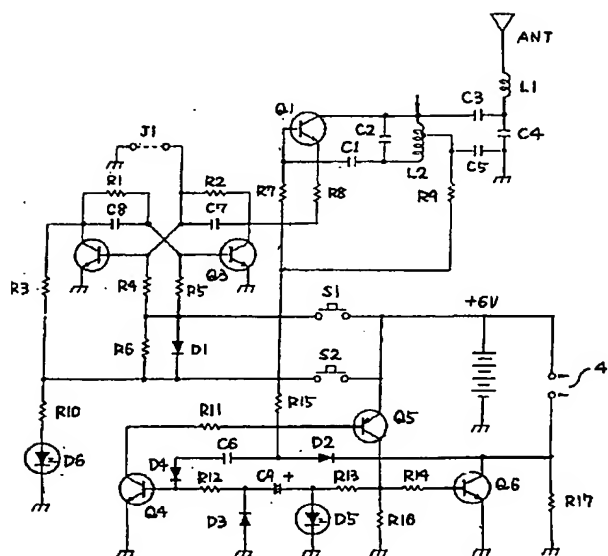 ANT
L1
C3
C4
Q1
C2
C1
C5
L2
J1
R1
R2
R7
R8
R9
C8
C7
Q3
R3
R4
R5
S1
+6V
R6
D1
S2
4
R10
R15
R11
Q5
C6
D2
D6
D4
R12
C9 +
R13
R14
Q4
Q6
D3
D5
R16
R17